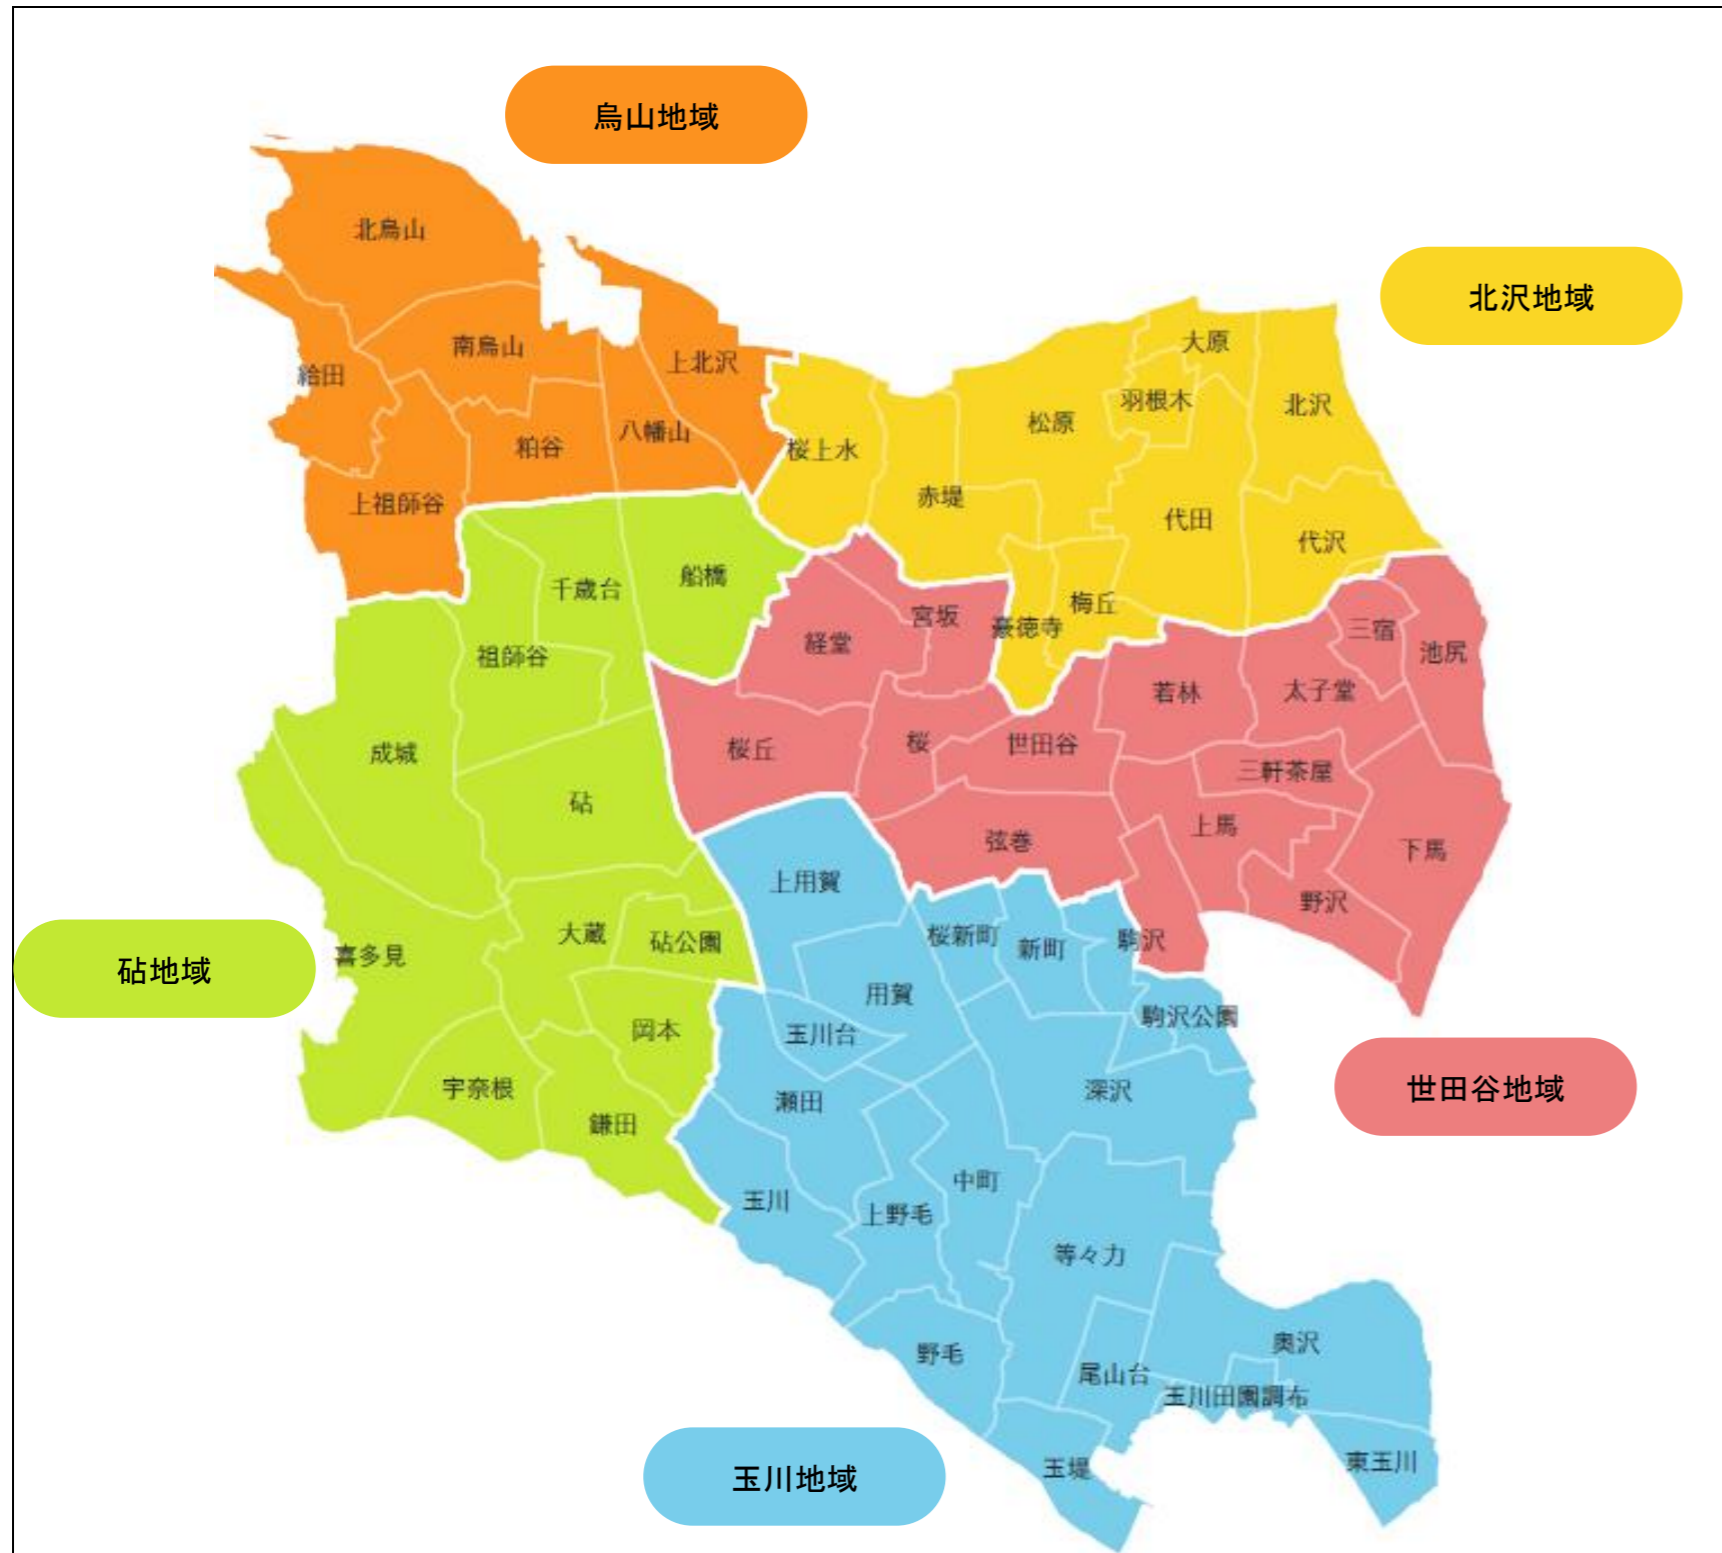 烏山地域
北烏山
北沢地域
大原
南烏山
上北沢
給田
羽根木
北沢
松原
八幡山
粕谷
桜上水
赤堤
上祖師谷
代田
代沢
船橋
千歳台
梅丘
宮坂
豪徳寺
三宿
経堂
池尻
祖師谷
若林
太子堂
桜
世田谷
桜丘
成城
三軒茶屋
砧
上馬
弦巻
下馬
上用賀
野沢
大蔵
砧公園
桜新町
新町
駒沢
喜多見
砧地域
用賀
駒沢公園
岡本
玉川台
世田谷地域
宇奈根
深沢
瀬田
鎌田
中町
玉川
上野毛
等々力
奥沢
野毛
尾山台
玉川田園調布
東玉川
玉堤
玉川地域